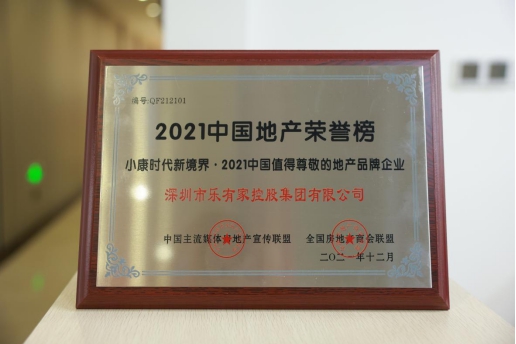 编号:QF212101
2021中国地产荣誉榜
小康时代新境界·2021中国值得尊敬的地产品牌企业
深圳市乐有家控股集团有限公司
中国主流媒体房地产宣传联盟 全国房地产商会联盟
二〇二一年十二月